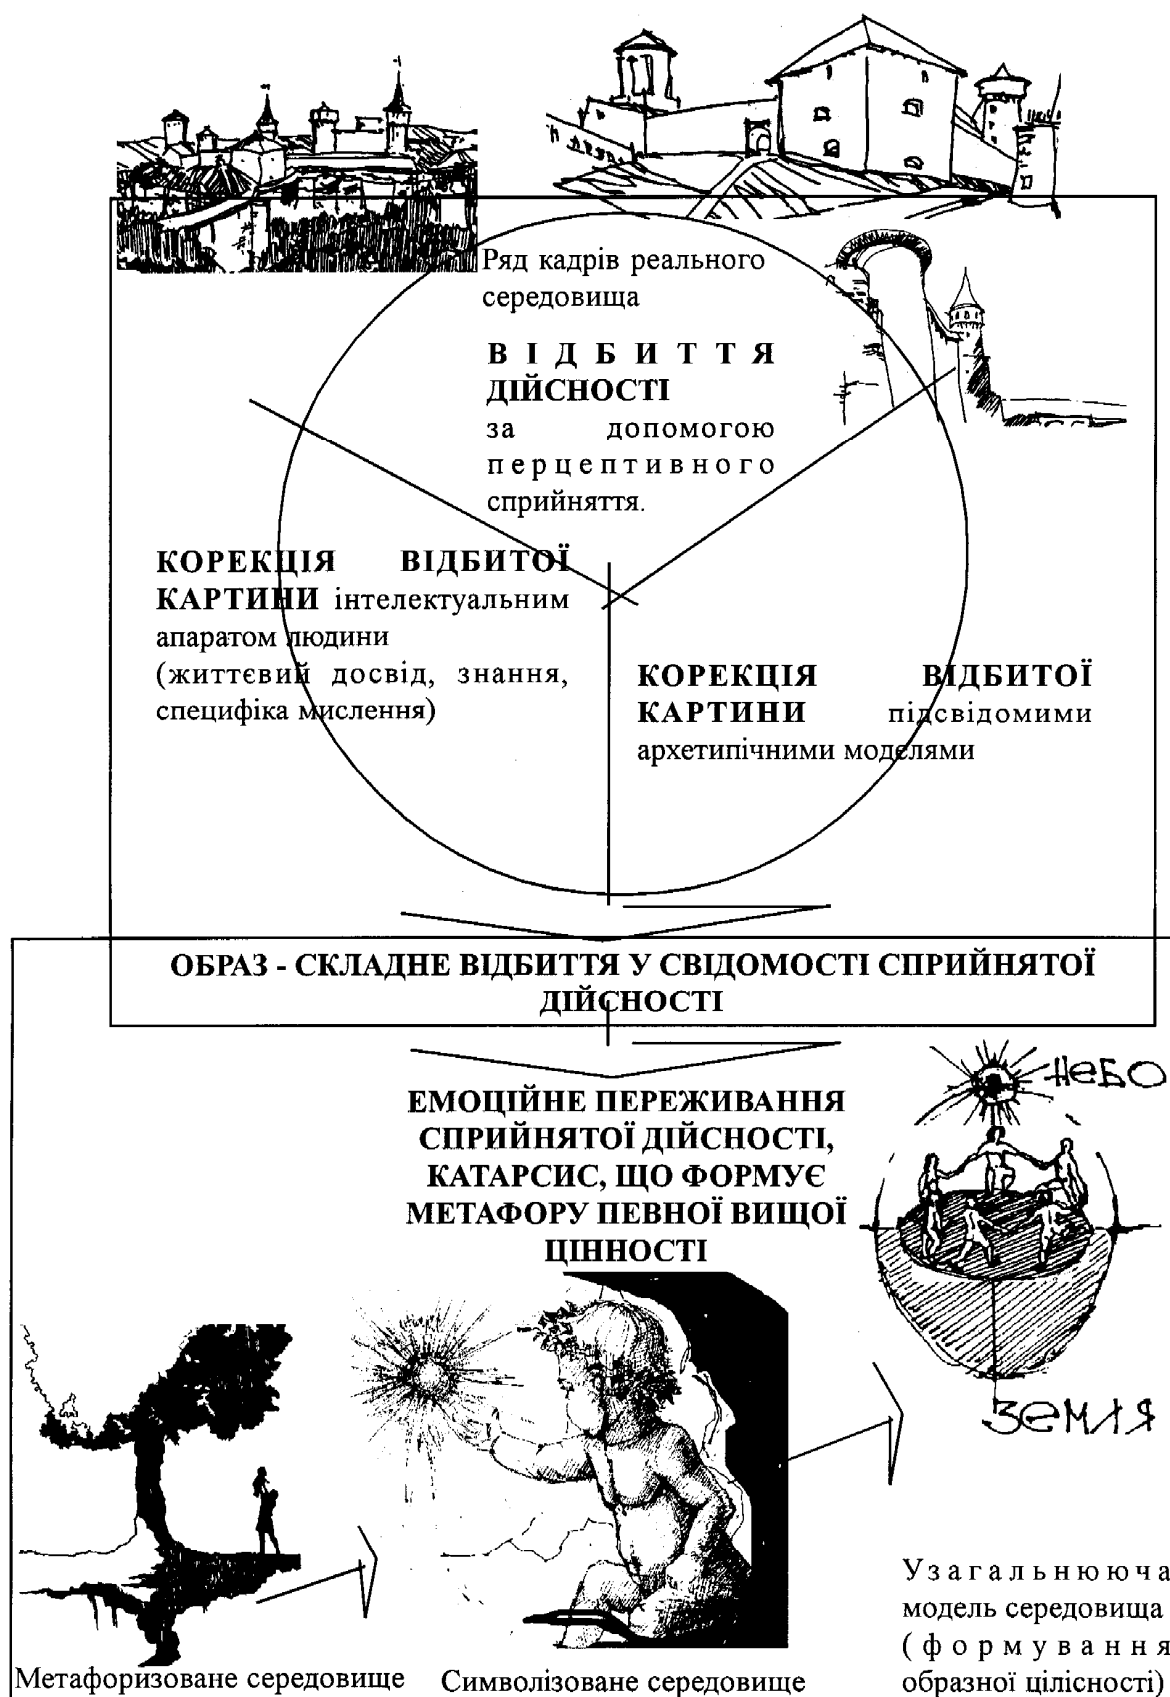 Ряд кадрів реального
середовища
ВІДБИТТЯ
ДІЙСНОСТІ
за допомогою
перцептивного
сприйняття.
КОРЕКЦІЯ ВІДБИТОЇ
КАРТИНИ інтелектуальним
апаратом людини
(життєвий досвід, знання,
специфіка мислення)
КОРЕКЦІЯ ВІДБИТОЇ
КАРТИНИ підсвідомими
архетипічними моделями
ОБРАЗ - СКЛАДНЕ ВІДБИТТЯ У СВІДОМОСТІ СПРИЙНЯТОЇ
ДІЙСНОСТІ
ЕМОЦІЙНЕ ПЕРЕЖИВАННЯ
СПРИЙНЯТОЇ ДІЙСНОСТІ,
КАТАРСИС, ЩО ФОРМУЄ
МЕТАФОРУ ПЕВНОЇ ВИЩОЇ
ЦІННОСТІ
НЕБО
ЗЕМЛЯ
Метафоризоване середовище
Символізоване середовище
Узагальнююча
модель середовища
(формування
образної цілісності)